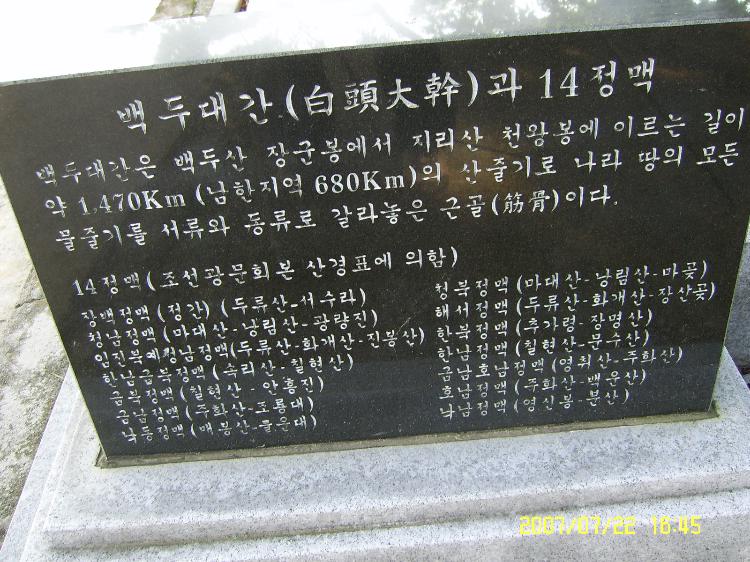 백두대간(白頭大幹)과 14정맥
백두대간은 백두산 장군봉에서 지리산 천왕봉에 이르는 길이
약 1,470Km (남한지역 680Km)의 산줄기로 나라 땅의 모든
물줄기를 서류와 동류로 갈라놓은 근골(筋骨)이다.
14정맥(조선광문회본 산경표에 의함)
장백정맥(정간) (두류산-서수라)
청남정맥(마대산-낭림산-광량진)
임진북예성남정맥(두류산-화개산-진봉산)
한남금북정맥(속리산-칠현산)
금북정맥(칠현산-안흥진)
금남정맥(주화산-조룡대)
낙동정맥(매봉산-몰운대)
청북정맥(마대산-낭림산-마곶)
해서정맥(두류산-화개산-장산곶)
한북정맥(추가령-장명산)
한남정맥(칠현산-문수산)
금남호남정맥(영취산-주화산)
호남정맥(주화산-백운산)
낙남정맥(영신봉-분산)
2007/07/22 16:45